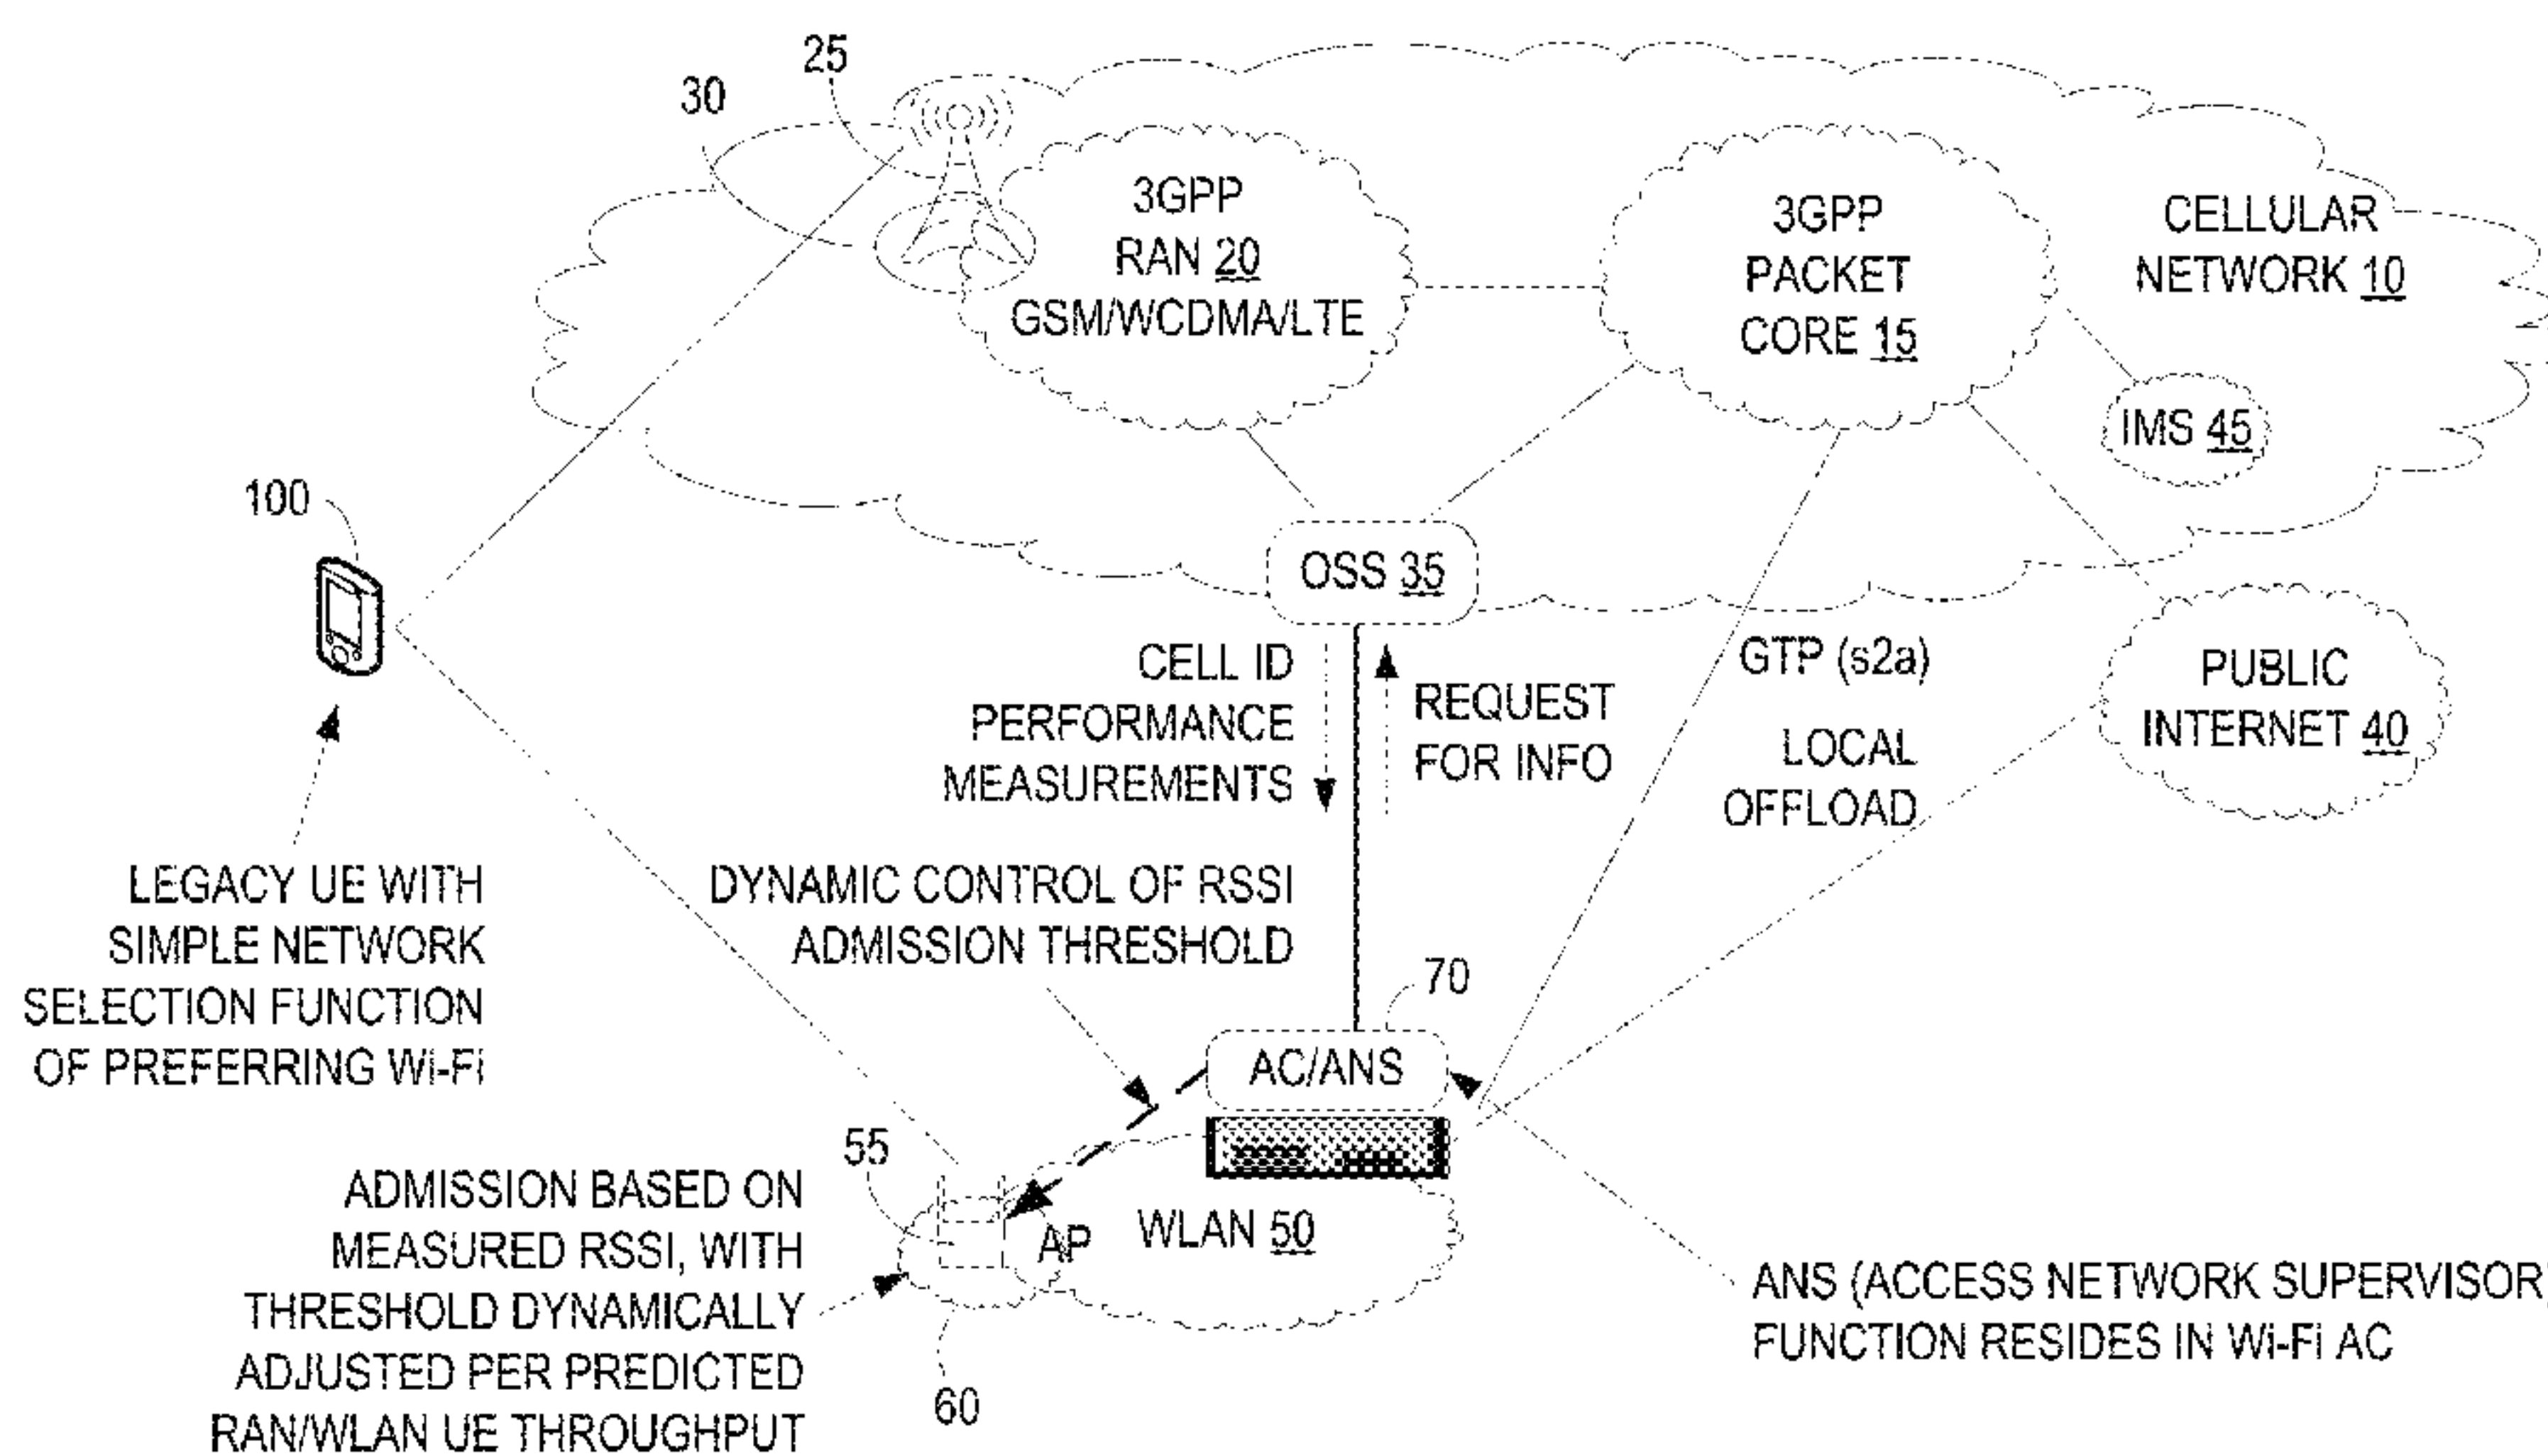 25
30
3GPP
RAN 20
GSM/WCDMA/LTE
3GPP
PACKET
CORE 15
CELLULAR
NETWORK 10
IMS 45
100
OSS 35
CELL ID
PERFORMANCE
MEASUREMENTS
REQUEST
FOR INFO
GTP (s2a)
LOCAL
OFFLOAD
PUBLIC
INTERNET 40
LEGACY UE WITH
SIMPLE NETWORK
SELECTION FUNCTION
OF PREFERRING Wi-Fi
DYNAMIC CONTROL OF RSSI
ADMISSION THRESHOLD
70
AC/ANS
55
ADMISSION BASED ON
MEASURED RSSI, WITH
THRESHOLD DYNAMICALLY
ADJUSTED PER PREDICTED
RAN/WLAN UE THROUGHPUT
AP
WLAN 50
60
ANS (ACCESS NETWORK SUPERVISOR)
FUNCTION RESIDES IN Wi-Fi AC